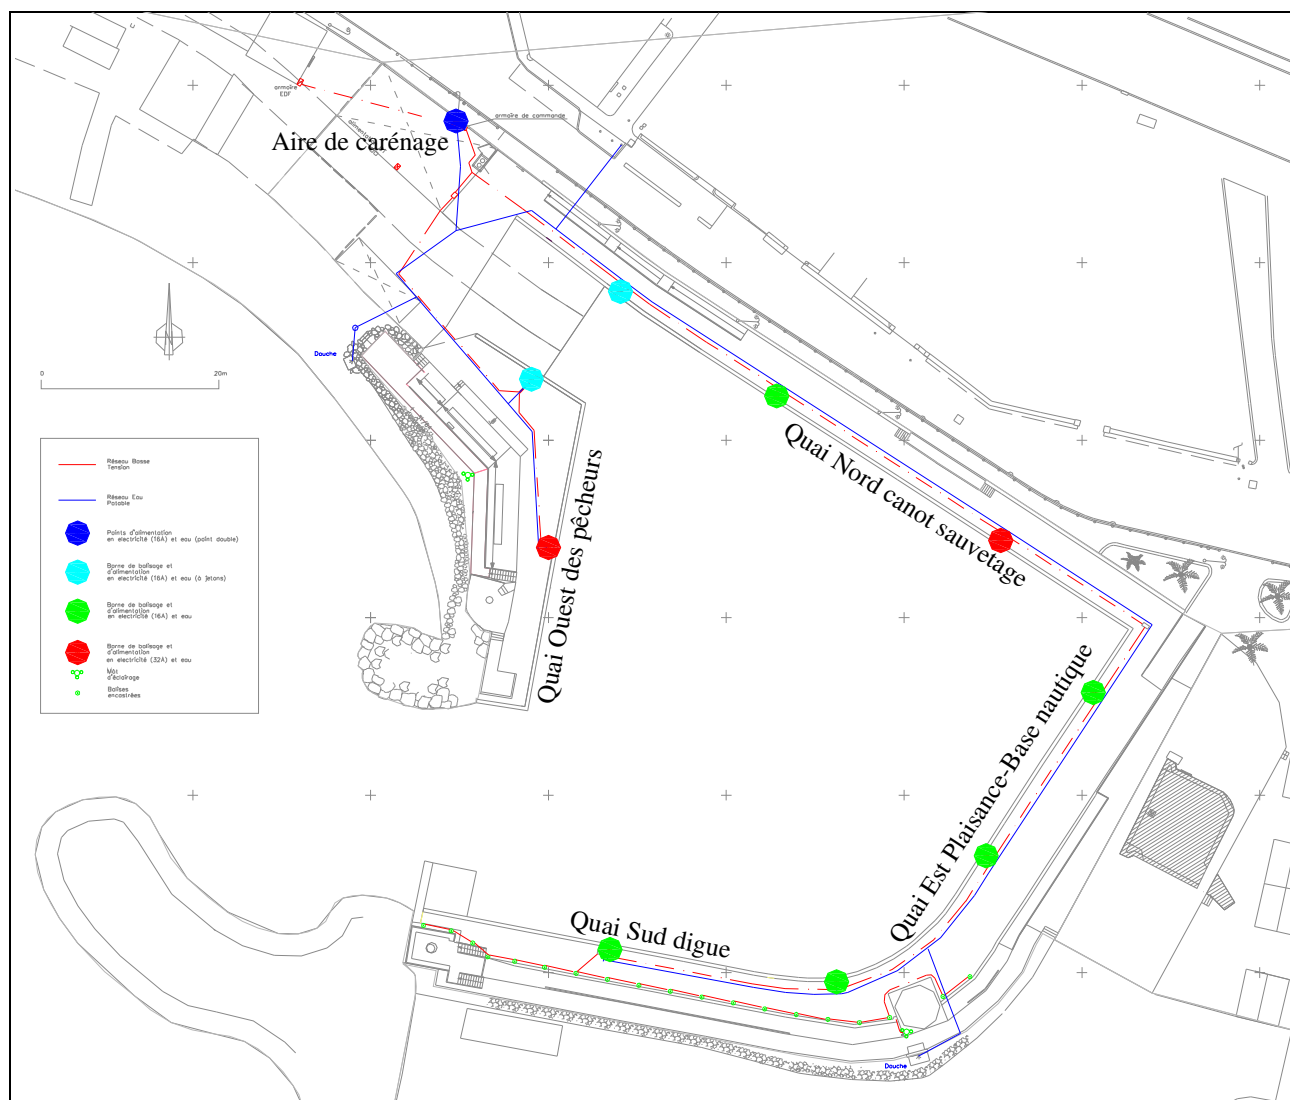 armoire
EDF
armoire de commande
Aire de carénage
Douche
0 20m
Réseau Basse
Tension
Réseau Eau
Potable
Points d'alimentation
en electricité (16A) et eau (point double)
Borne de balisage et
d'alimentation
en electricité (16A) et eau (à jetons)
Borne de balisage et
d'alimentation
en electricité (16A) et eau
Borne de balisage et
d'alimentation
en electricité (32A) et eau
Mât
d'éclairage
Balises
encastrées
Quai Ouest des pêcheurs
Quai Nord canot sauvetage
Quai Est Plaisance-Base nautique
Quai Sud digue
Douche